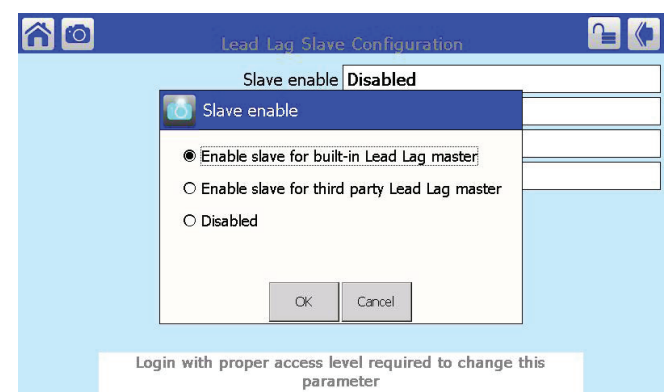 Lead Lag Slave Configuration
Slave enable Disabled
Slave enable
Enable slave for built-in Lead Lag master
Enable slave for third party Lead Lag master
Disabled
OK Cancel
Login with proper access level required to change this
parameter